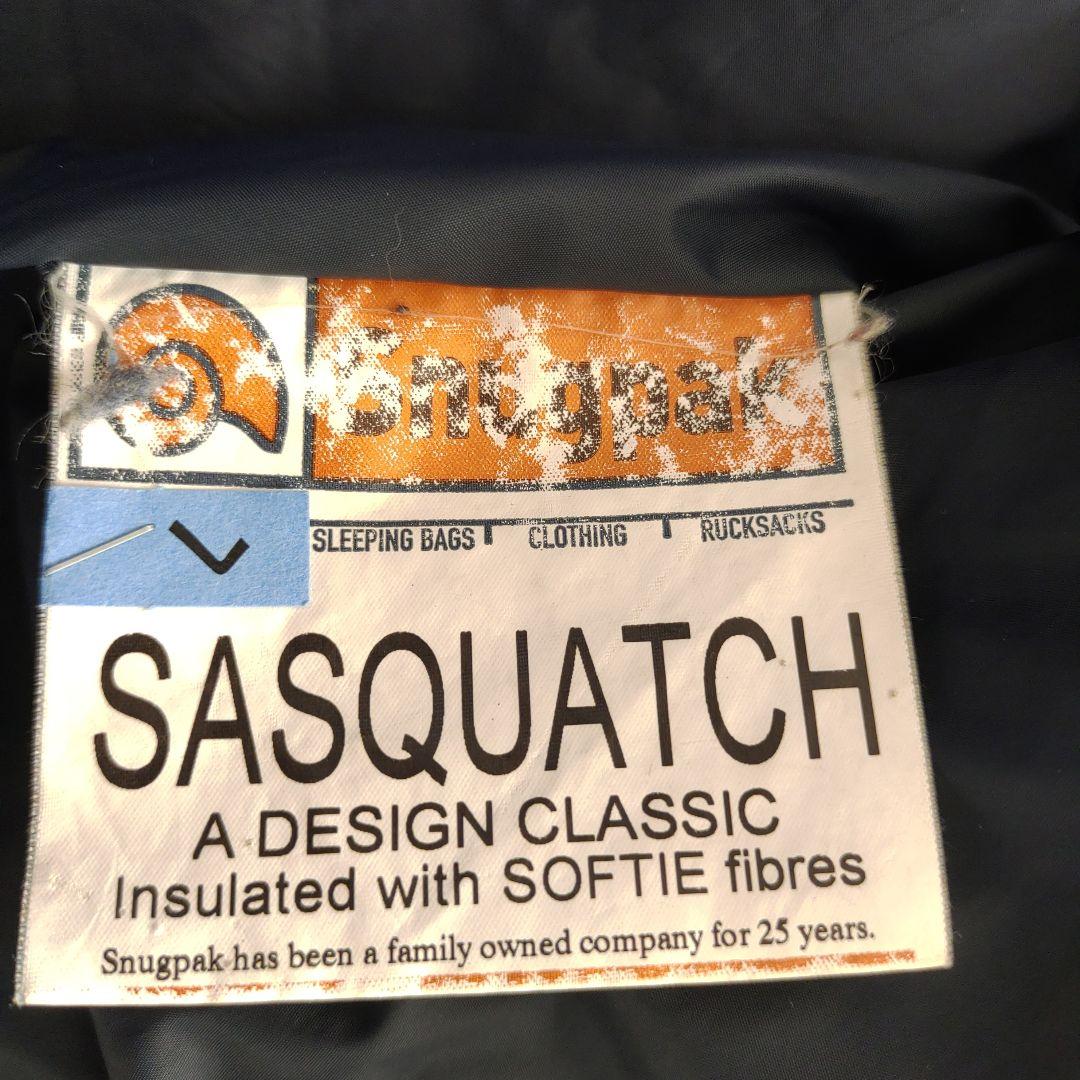 Snugpak
SLEEPING BAGS CLOTHING RUCKSACKS
L
SASQUATCH
A DESIGN CLASSIC
Insulated with SOFTIE fibres
Snugpak has been a family owned company for 25 years.